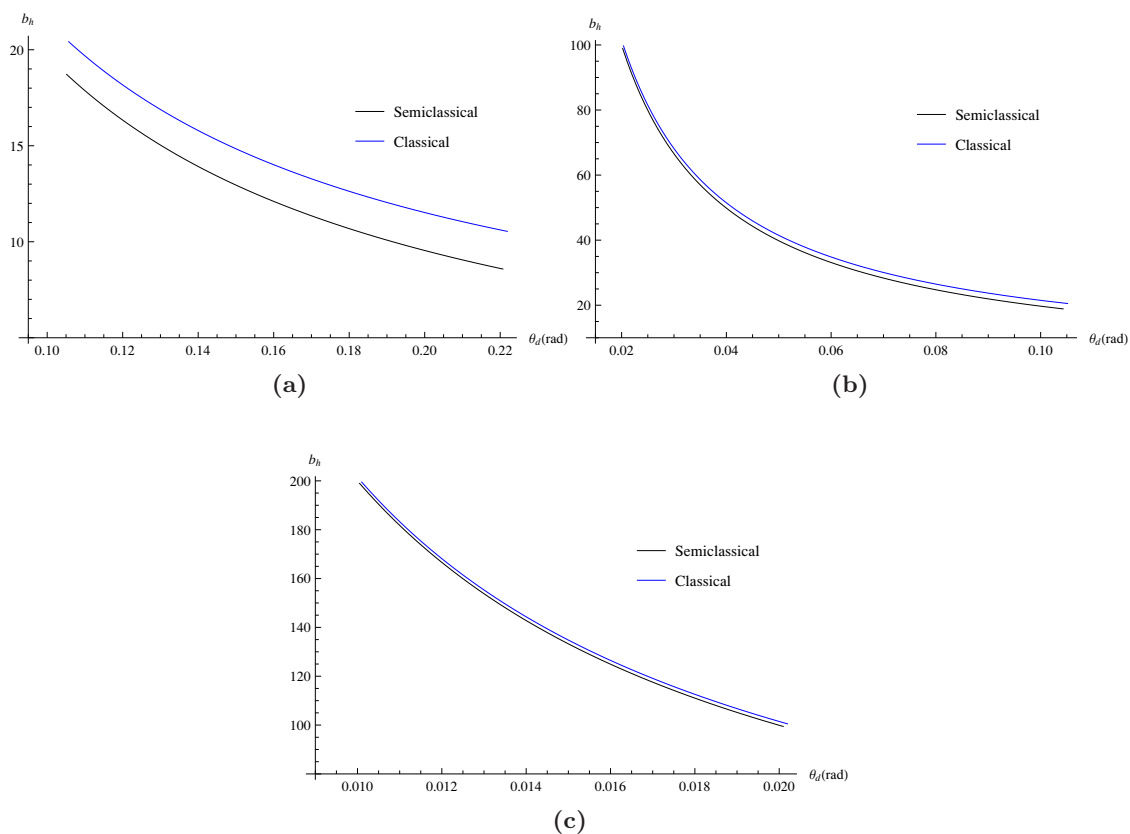 b_h
20
15
10
0.10 0.12 0.14 0.16 0.18 0.20 0.22
θ_d(rad)
Semiclassical
Classical
(a)
b_h
100
80
60
40
20
0.02 0.04 0.06 0.08 0.10
θ_d(rad)
Semiclassical
Classical
(b)
b_h
200
180
160
140
120
100
0.010 0.012 0.014 0.016 0.018 0.020
θ_d(rad)
Semiclassical
Classical
(c)